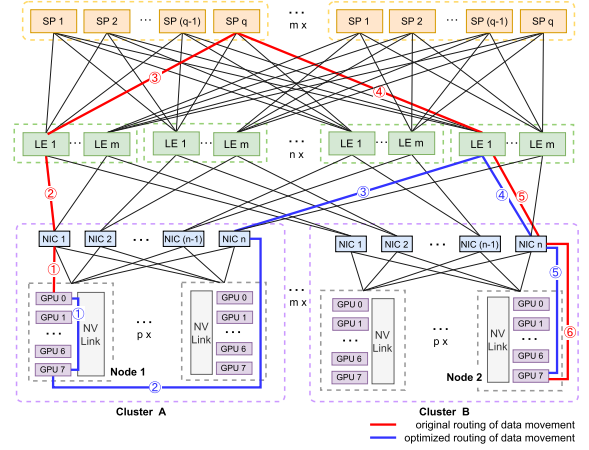 SP 1 SP 2 ··· SP (q-1) SP q ··· SP 1 SP 2 ··· SP (q-1) SP q
m x
③ ④
LE 1 ··· LE m LE 1 ··· LE m ··· LE 1 ··· LE m LE 1 ··· LE m
n x
② ③ ④ ⑤
NIC 1 NIC 2 ··· NIC (n-1) NIC n NIC 1 NIC 2 ··· NIC (n-1) NIC n
① ⑤
GPU 0 GPU 0 ··· GPU 0 GPU 0
m x
GPU 1 ① NV Link GPU 1 GPU 1 NV Link GPU 1
··· ··· NV Link ··· ··· ··· NV Link ··· ⑥
p x p x
GPU 6 GPU 6 GPU 6 GPU 6
GPU 7 GPU 7 GPU 7 GPU 7
Node 1 Node 2
②
Cluster A Cluster B
original routing of data movement
optimized routing of data movement